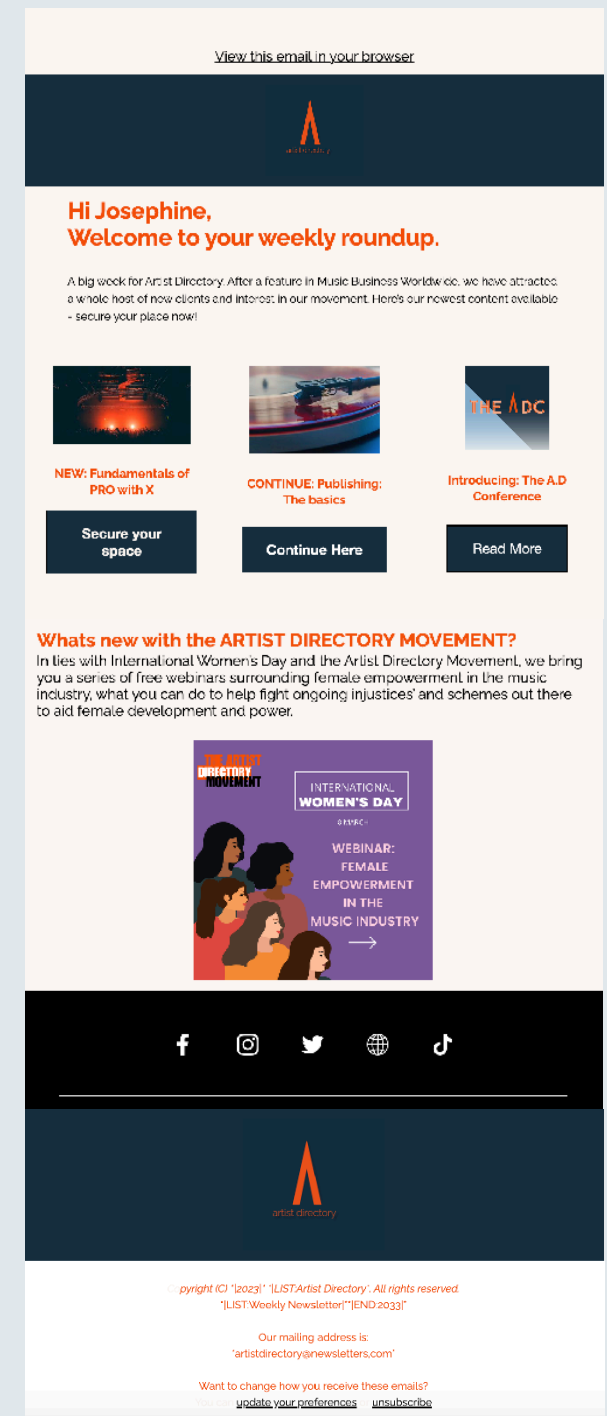 View this email in your browser
artist directory
Hi Josephine,
Welcome to your weekly roundup.
A big week for Artist Directory. After a feature in Music Business Worldwide, we have attracted
a whole host of new clients and interest in our movement. Here's our newest content available
- secure your place now!
THE ADC
NEW: Fundamentals of
PRO with X
CONTINUE: Publishing:
The basics
Introducing: The A.D
Conference
Secure your
space
Continue Here
Read More
Whats new with the ARTIST DIRECTORY MOVEMENT?
In ties with International Women's Day and the Artist Directory Movement, we bring
you a series of free webinars surrounding female empowerment in the music
industry, what you can do to help fight ongoing injustices' and schemes out there
to aid female development and power.
THE ARTIST
DIRECTORY
MOVEMENT
INTERNATIONAL
WOMEN'S DAY
8 MARCH
WEBINAR:
FEMALE
EMPOWERMENT
IN THE
MUSIC INDUSTRY
artist directory
Copyright (C) *|2023|* *|LIST:Artist Directory*. All rights reserved.
*|LIST:Weekly Newsletter|**|END:2033|*
Our mailing address is:
*artistdirectory@newsletters.com*
Want to change how you receive these emails?
update your preferences unsubscribe